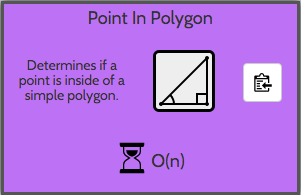 Point In Polygon
Determines if a
point is inside of a
simple polygon.
O(n)